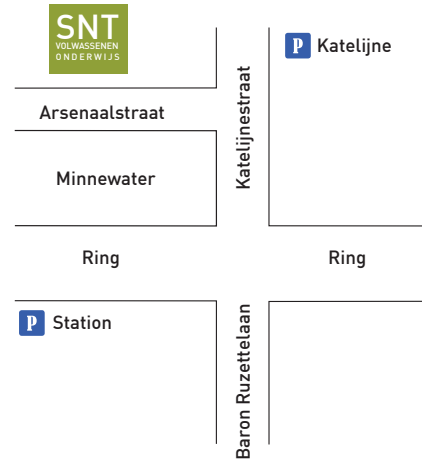 SNT
VOLWASSENEN
ONDERWIJS
P Katelijne
Arsenaalstraat
Katelijnestraat
Minnewater
Ring
Ring
P Station
Baron Ruzettelaan